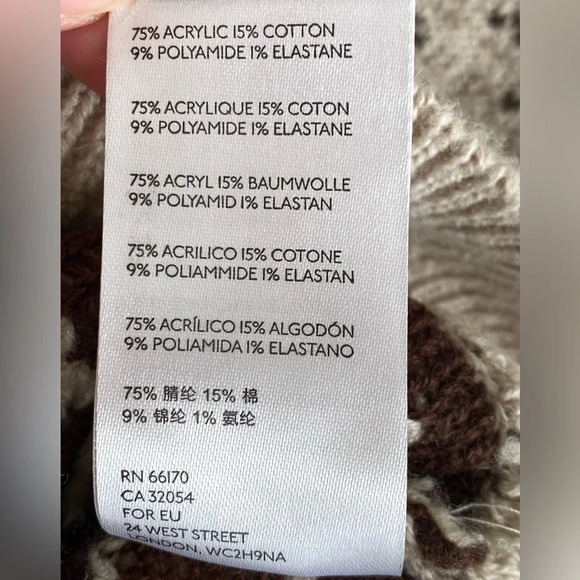 75% ACRYLIC 15% COTTON
9% POLYAMIDE 1% ELASTANE
75% ACRYLIQUE 15% COTON
9% POLYAMIDE 1% ELASTANE
75% ACRYL 15% BAUMWOLLE
9% POLYAMID 1% ELASTAN
75% ACRILICO 15% COTONE
9% POLIAMMIDE 1% ELASTAN
75% ACRÍLICO 15% ALGODÓN
9% POLIAMIDA 1% ELASTANO
75% 腈纶 15% 棉
9% 锦纶 1% 氨纶
RN 66170
CA 32054
FOR EU
24 WEST STREET
LONDON, WC2H9NA